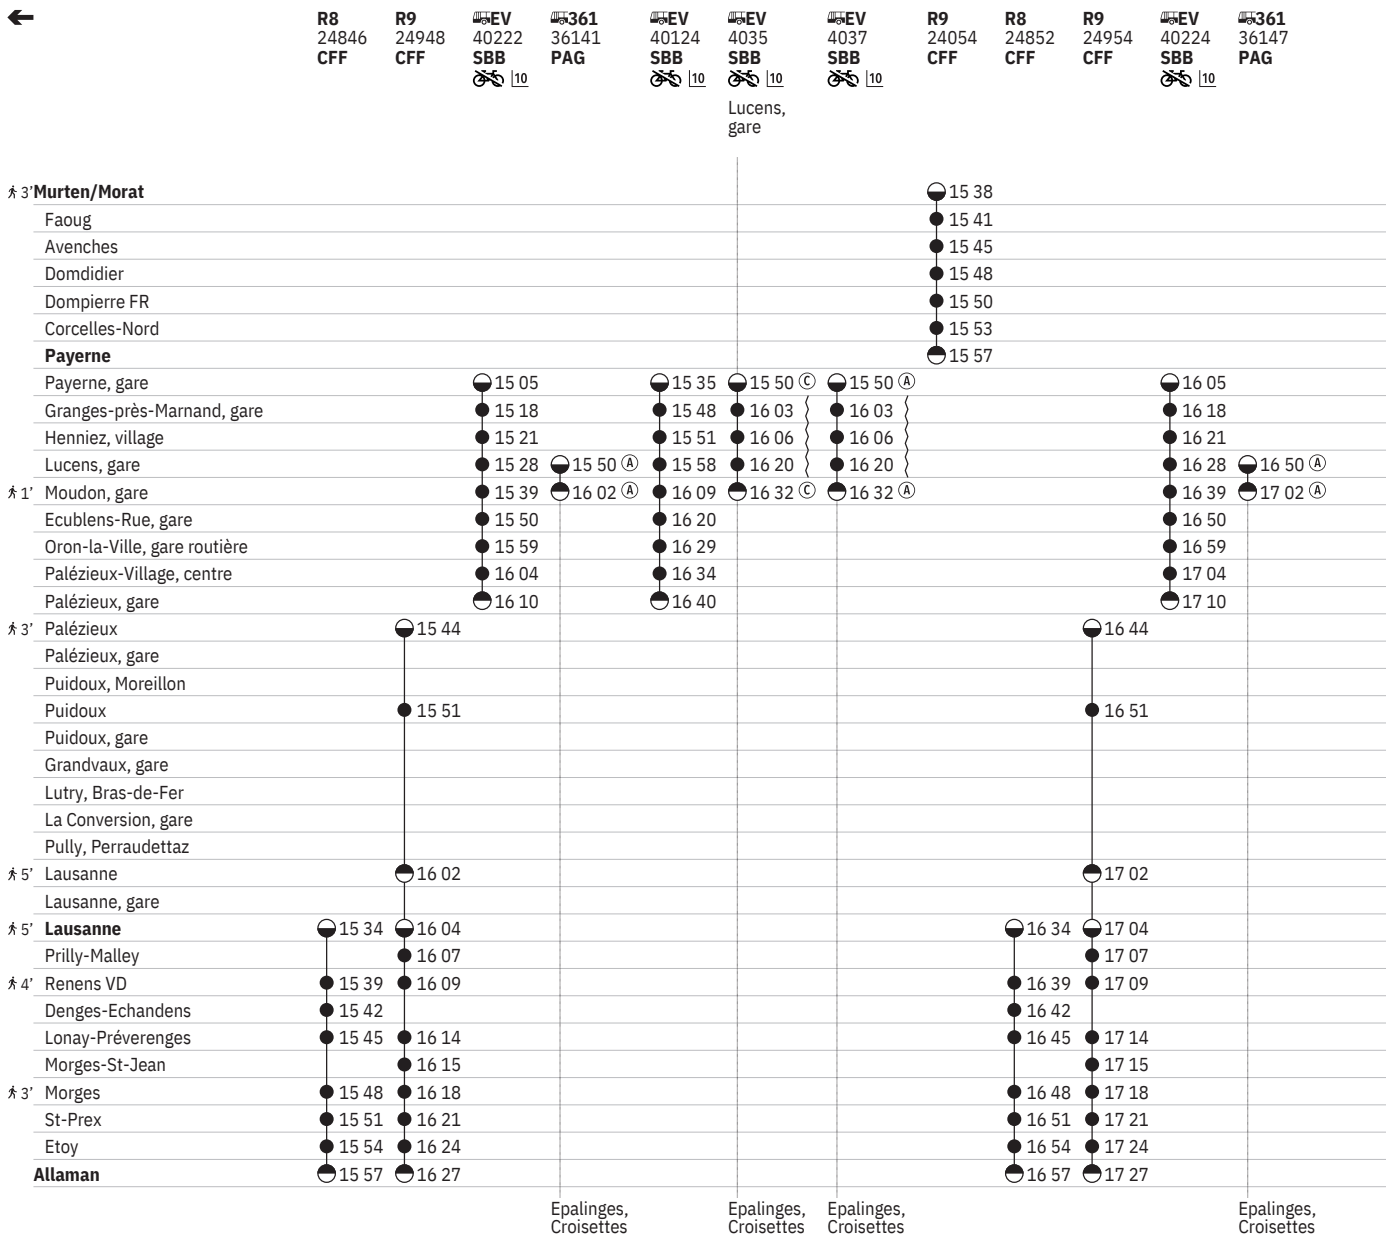 R8 R9 EV 361 EV EV EV R9 R8 R9 EV 361
24846 24948 40222 36141 40124 4035 4037 24054 24852 24954 40224 36147
CFF CFF SBB PAG SBB SBB SBB CFF CFF CFF SBB PAG
10 10 10 10 10
Lucens,
gare
3' Murten/Morat 15 38
Faoug 15 41
Avenches 15 45
Domdidier 15 48
Dompierre FR 15 50
Corcelles-Nord 15 53
Payerne 15 57
Payerne, gare 15 05 15 35 15 50 Ⓒ 15 50 Ⓐ 16 05
Granges-près-Marnand, gare 15 18 15 48 16 03 16 03 16 18
Henniez, village 15 21 15 51 16 06 16 06 16 21
Lucens, gare 15 28 15 50 Ⓐ 15 58 16 20 16 20 16 28 16 50 Ⓐ
1' Moudon, gare 15 39 16 02 Ⓐ 16 09 16 32 Ⓒ 16 32 Ⓐ 16 39 17 02 Ⓐ
Ecublens-Rue, gare 15 50 16 20 16 50
Oron-la-Ville, gare routière 15 59 16 29 16 59
Palézieux-Village, centre 16 04 16 34 17 04
Palézieux, gare 16 10 16 40 17 10
3' Palézieux 15 44 16 44
Palézieux, gare
Puidoux, Moreillon
Puidoux 15 51 16 51
Puidoux, gare
Grandvaux, gare
Lutry, Bras-de-Fer
La Conversion, gare
Pully, Perraudettaz
5' Lausanne 16 02 17 02
Lausanne, gare
5' Lausanne 15 34 16 04 16 34 17 04
Prilly-Malley 16 07 17 07
4' Renens VD 15 39 16 09 16 39 17 09
Denges-Echandens 15 42 16 42
Lonay-Préverenges 15 45 16 14 16 45 17 14
Morges-St-Jean 16 15 17 15
3' Morges 15 48 16 18 16 48 17 18
St-Prex 15 51 16 21 16 51 17 21
Etoy 15 54 16 24 16 54 17 24
Allaman 15 57 16 27 16 57 17 27
Epalinges, Epalinges, Epalinges, Epalinges,
Croisettes Croisettes Croisettes Croisettes